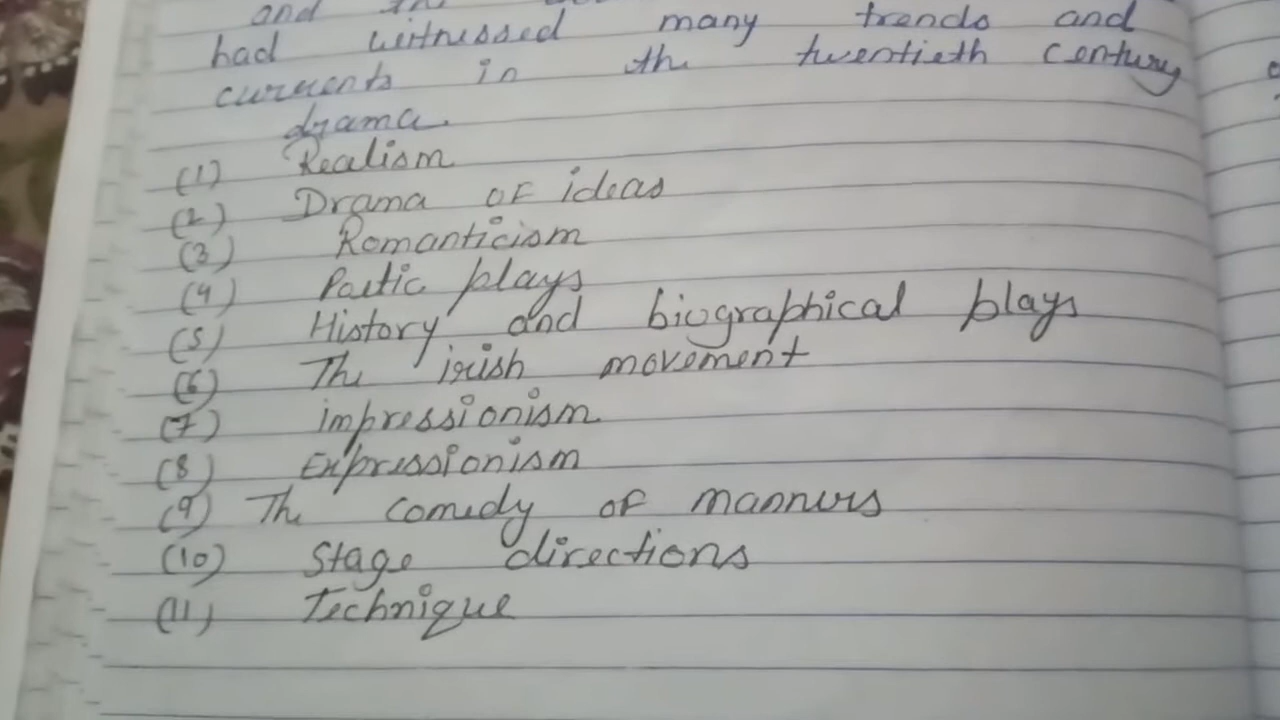 and
had witnessed many trends and
currents in the twentieth century
drama.
(1) Realism
(2) Drama OF ideas
(3) Romanticism
(4) Poetic plays
(5) History and biographical plays
(6) The irish movement
(7) impressionism
(8) Expressionism
(9) The comedy of manners
(10) Stage directions
(11) Technique